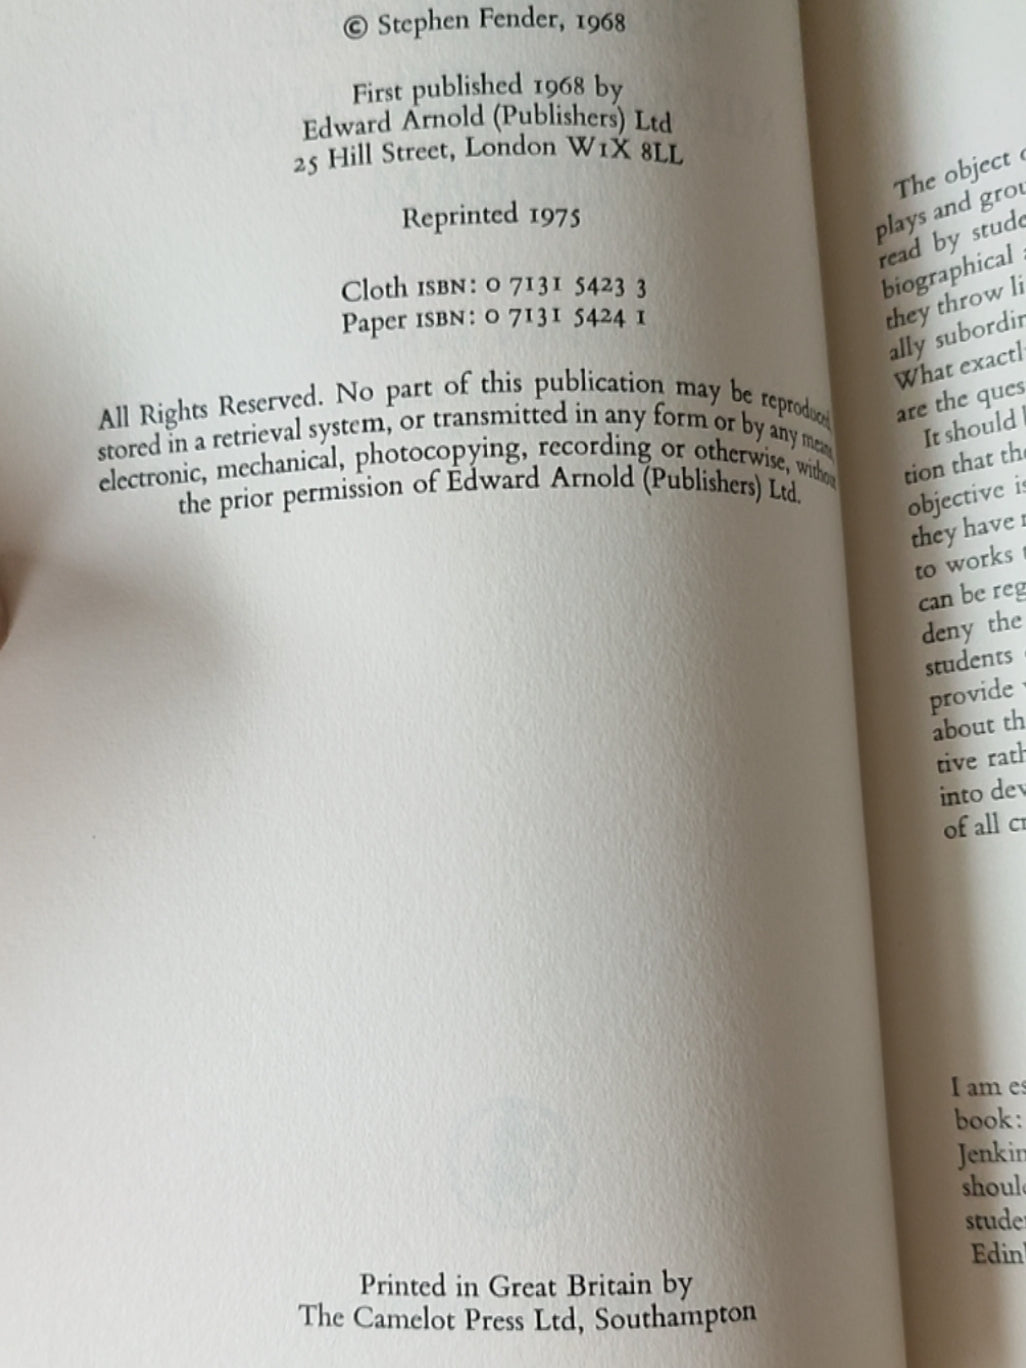 © Stephen Fender, 1968
First published 1968 by
Edward Arnold (Publishers) Ltd
25 Hill Street, London W1X 8LL
Reprinted 1975
Cloth ISBN: 0 7131 5423 3
Paper ISBN: 0 7131 5424 1
All Rights Reserved. No part of this publication may be reproduced,
stored in a retrieval system, or transmitted in any form or by any means,
electronic, mechanical, photocopying, recording or otherwise, without
the prior permission of Edward Arnold (Publishers) Ltd.
Printed in Great Britain by
The Camelot Press Ltd, Southampton
The object
plays and
read by
biographical
they throw
ally
What
are the
It should
tion that
objective
they have
to works
can be
deny the
students
provide
about
tive
into
of all
I am
book: